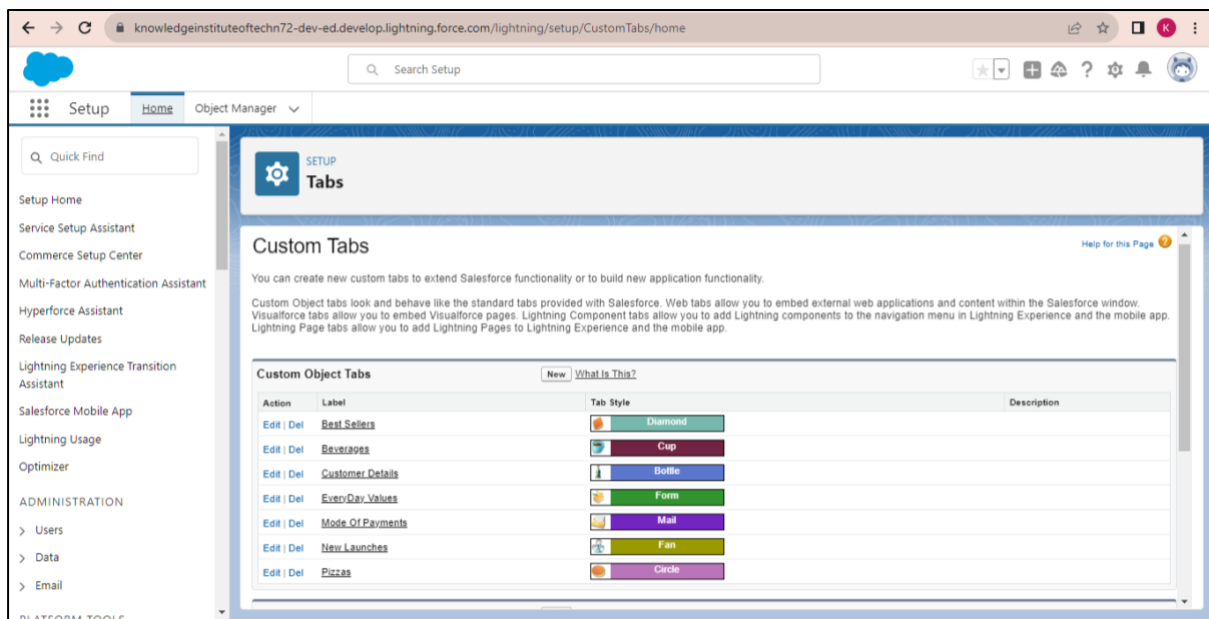 knowledgeinstituteoftechn72-dev-ed.develop.lightning.force.com/lightning/setup/CustomTabs/home
K
Search Setup
Setup
Home
Object Manager
Quick Find
Setup Home
Service Setup Assistant
Commerce Setup Center
Multi-Factor Authentication Assistant
Hyperforce Assistant
Release Updates
Lightning Experience Transition
Assistant
Salesforce Mobile App
Lightning Usage
Optimizer
ADMINISTRATION
Users
Data
Email
PLATFORM TOOLS
SETUP
Tabs
Custom Tabs
Help for this Page ?
You can create new custom tabs to extend Salesforce functionality or to build new application functionality.
Custom Object tabs look and behave like the standard tabs provided with Salesforce. Web tabs allow you to embed external web applications and content within the Salesforce window.
Visualforce tabs allow you to embed Visualforce pages. Lightning Component tabs allow you to add Lightning components to the navigation menu in Lightning Experience and the mobile app.
Lightning Page tabs allow you to add Lightning Pages to Lightning Experience and the mobile app.
Custom Object Tabs New What Is This?
Action Label Tab Style Description
Edit | Del Best Sellers Diamond
Edit | Del Beverages Cup
Edit | Del Customer Details Bottle
Edit | Del EveryDay Values Form
Edit | Del Mode Of Payments Mail
Edit | Del New Launches Fan
Edit | Del Pizzas Circle